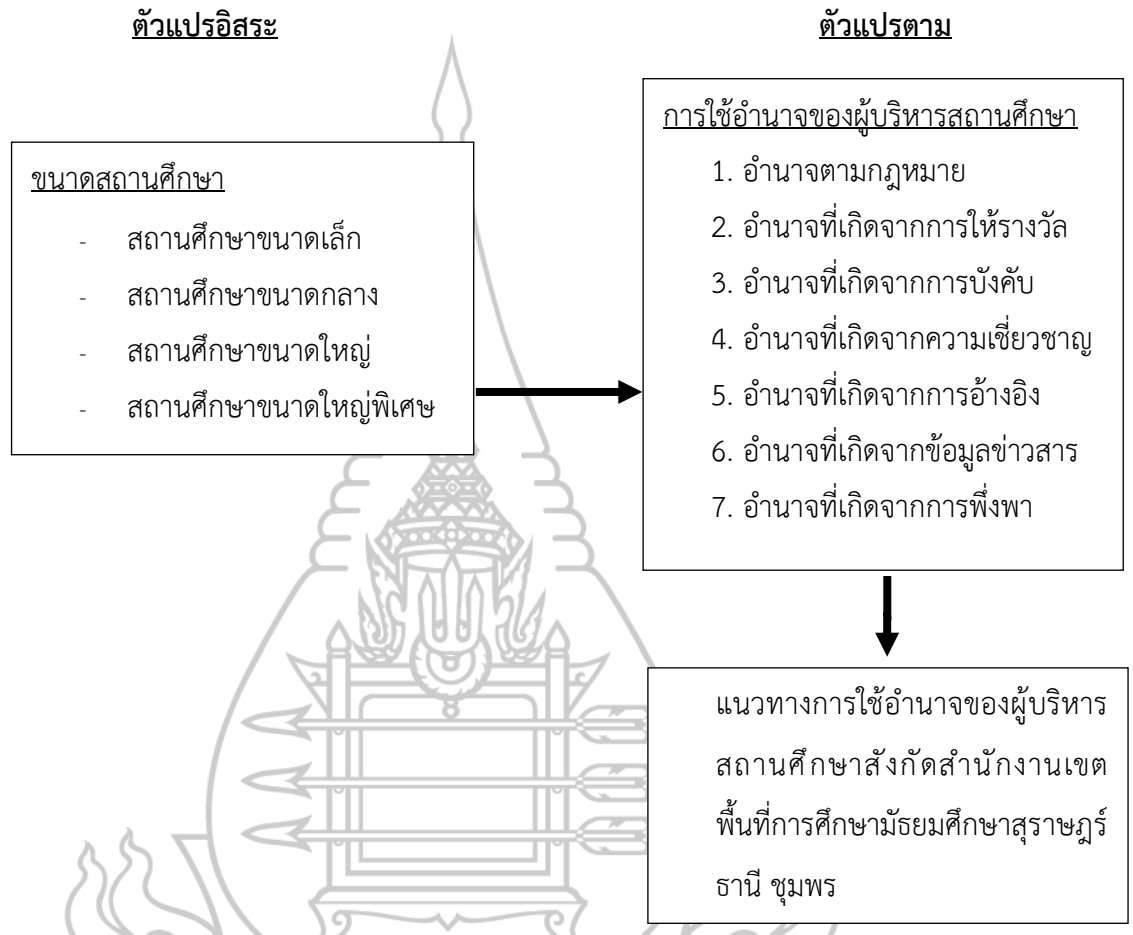 ตัวแปรอิสระ
ตัวแปรตาม
ขนาดสถานศึกษา
- สถานศึกษาขนาดเล็ก
- สถานศึกษาขนาดกลาง
- สถานศึกษาขนาดใหญ่
- สถานศึกษาขนาดใหญ่พิเศษ
การใช้อำนาจของผู้บริหารสถานศึกษา
1. อำนาจตามกฎหมาย
2. อำนาจที่เกิดจากการให้รางวัล
3. อำนาจที่เกิดจากการบังคับ
4. อำนาจที่เกิดจากความเชี่ยวชาญ
5. อำนาจที่เกิดจากการอ้างอิง
6. อำนาจที่เกิดจากข้อมูลข่าวสาร
7. อำนาจที่เกิดจากการพึ่งพา
แนวทางการใช้อำนาจของผู้บริหาร
สถานศึกษาสังกัดสำนักงานเขต
พื้นที่การศึกษามัธยมศึกษาสุราษฎร์
ธานี ชุมพร